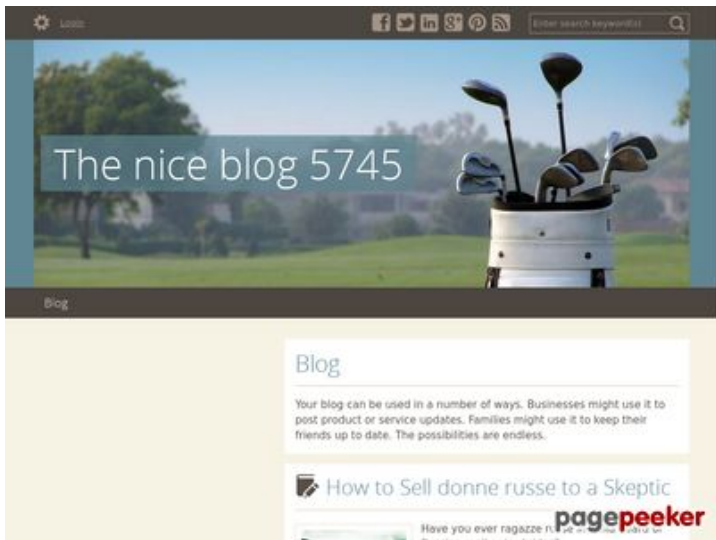 Login
Enter search keyword(s)
The nice blog 5745
Blog
Blog
Your blog can be used in a number of ways. Businesses might use it to
post product or service updates. Families might use it to keep their
friends up to date. The possibilities are endless.
How to Sell donne russe to a Skeptic
Have you ever ragazze
pagepeeker